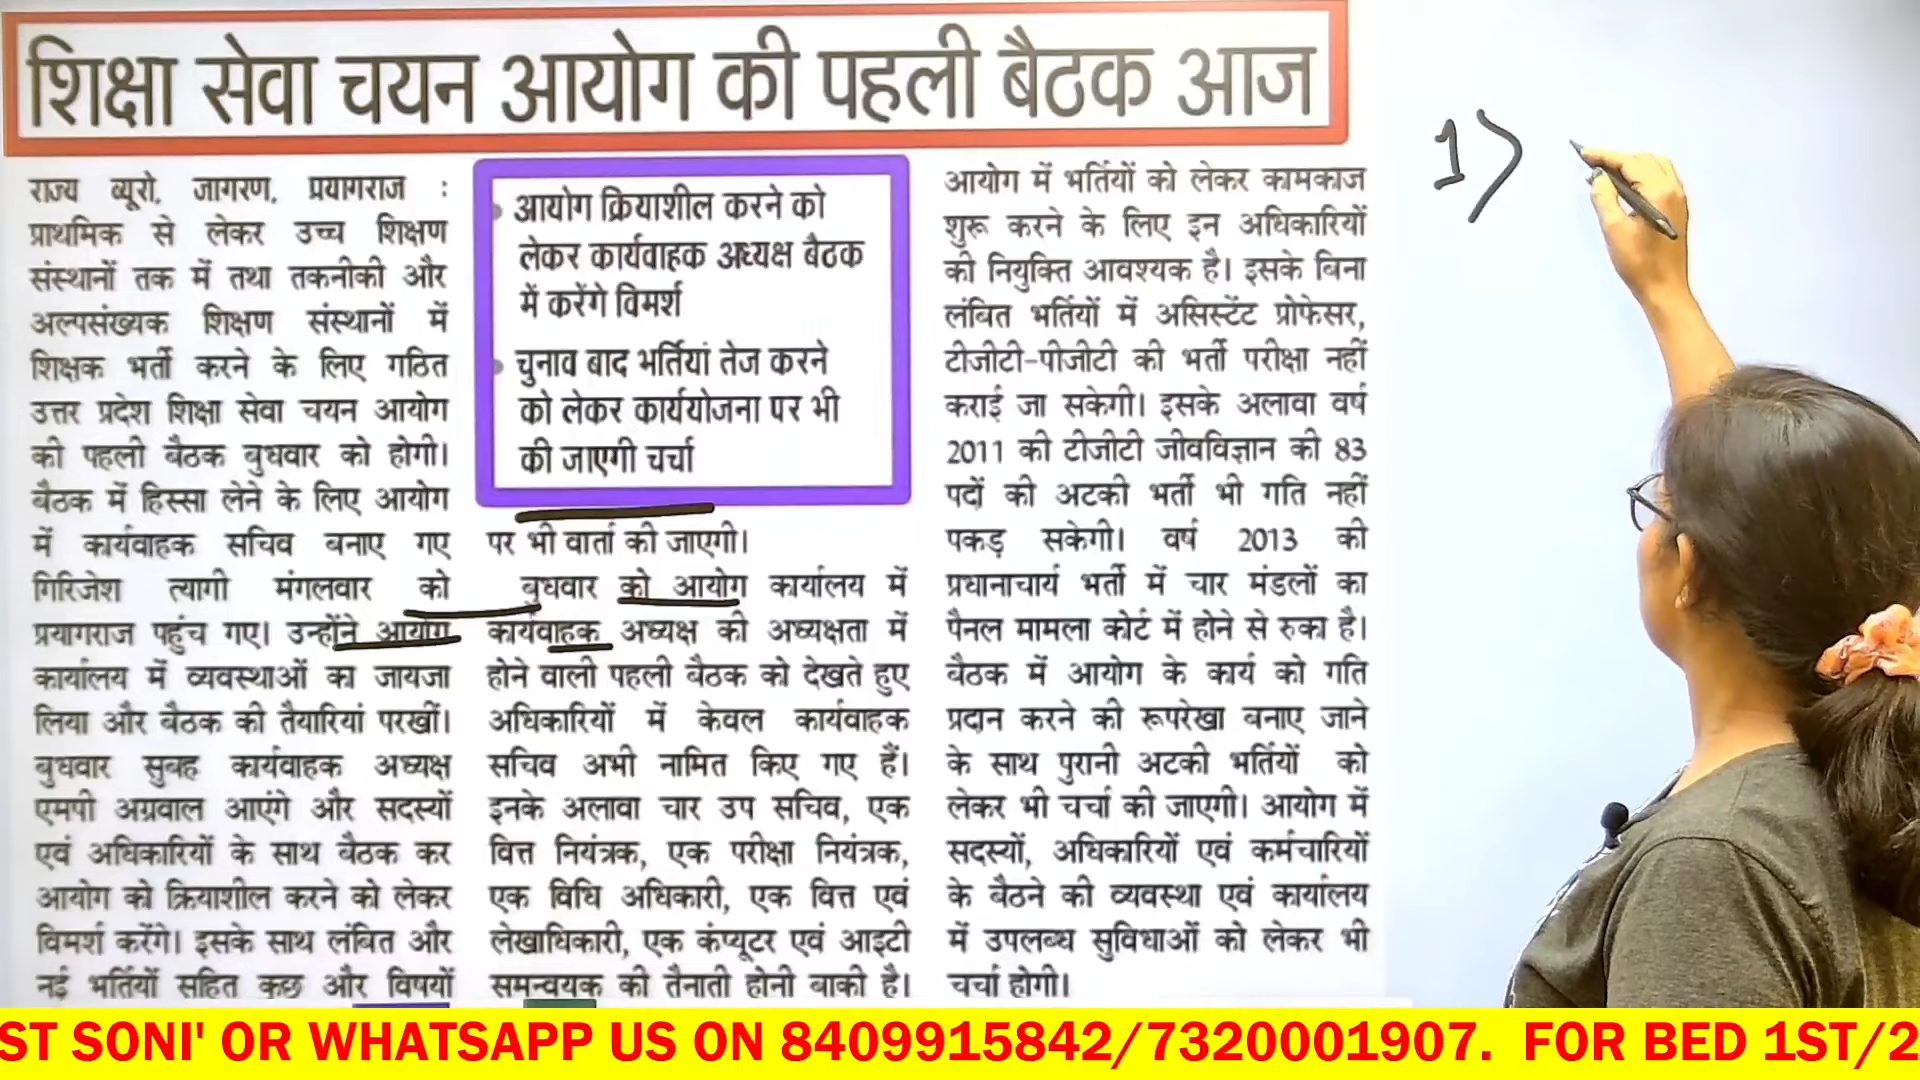 शिक्षा सेवा चयन आयोग की पहली बैठक आज
राज्य ब्यूरो, जागरण, प्रयागराज :
प्राथमिक से लेकर उच्च शिक्षण
संस्थानों तक में तथा तकनीकी और
अल्पसंख्यक शिक्षण संस्थानों में
शिक्षक भर्ती करने के लिए गठित
उत्तर प्रदेश शिक्षा सेवा चयन आयोग
की पहली बैठक बुधवार को होगी।
बैठक में हिस्सा लेने के लिए आयोग
में कार्यवाहक सचिव बनाए गए
गिरिजेश त्यागी मंगलवार को
प्रयागराज पहुंच गए। उन्होंने आयोग
कार्यालय में व्यवस्थाओं का जायजा
लिया और बैठक की तैयारियां परखीं।
बुधवार सुबह कार्यवाहक अध्यक्ष
एमपी अग्रवाल आएंगे और सदस्यों
एवं अधिकारियों के साथ बैठक कर
आयोग को क्रियाशील करने को लेकर
विमर्श करेंगे। इसके साथ लंबित और
नई भर्तियों सहित कुछ और विषयों
आयोग क्रियाशील करने को
लेकर कार्यवाहक अध्यक्ष बैठक
में करेंगे विमर्श
चुनाव बाद भर्तियां तेज करने
को लेकर कार्ययोजना पर भी
की जाएगी चर्चा
पर भी वार्ता की जाएगी।
बुधवार को आयोग कार्यालय में
कार्यवाहक अध्यक्ष की अध्यक्षता में
होने वाली पहली बैठक को देखते हुए
अधिकारियों में केवल कार्यवाहक
सचिव अभी नामित किए गए हैं।
इनके अलावा चार उप सचिव, एक
वित्त नियंत्रक, एक परीक्षा नियंत्रक,
एक विधि अधिकारी, एक वित्त एवं
लेखाधिकारी, एक कंप्यूटर एवं आइटी
समन्वयक की तैनाती होनी बाकी है।
आयोग में भर्तियों को लेकर कामकाज
शुरू करने के लिए इन अधिकारियों
की नियुक्ति आवश्यक है। इसके बिना
लंबित भर्तियों में असिस्टेंट प्रोफेसर,
टीजीटी-पीजीटी की भर्ती परीक्षा नहीं
कराई जा सकेगी। इसके अलावा वर्ष
2011 की टीजीटी जीवविज्ञान की 83
पदों की अटकी भर्ती भी गति नहीं
पकड़ सकेगी। वर्ष 2013 की
प्रधानाचार्य भर्ती में चार मंडलों का
पैनल मामला कोर्ट में होने से रुका है।
बैठक में आयोग के कार्य को गति
प्रदान करने की रूपरेखा बनाए जाने
के साथ पुरानी अटकी भर्तियों को
लेकर भी चर्चा की जाएगी। आयोग में
सदस्यों, अधिकारियों एवं कर्मचारियों
के बैठने की व्यवस्था एवं कार्यालय
में उपलब्ध सुविधाओं को लेकर भी
चर्चा होगी।
1)
ST SONI' OR WHATSAPP US ON 8409915842/7320001907. FOR BED 1ST/2